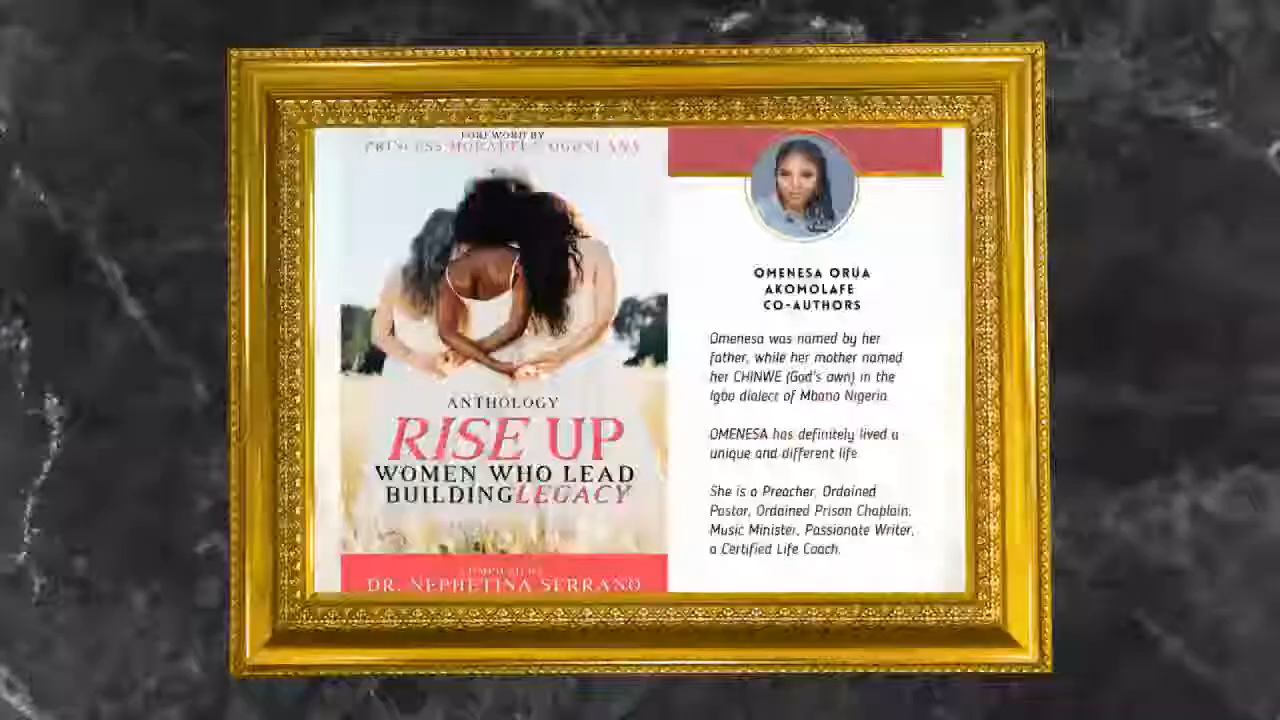 FOREWORD BY
PRINCESS
ANTHOLOGY
RISE UP
WOMEN WHO LEAD
BUILDING LEGACY
DR. NEPHETINA SERRANO
OMENESA ORUA
AKOMOLAFE
CO-AUTHORS
Omenesa was named by her
father, while her mother named
her CHINWE (God's own) in the
Igbo dialect of Mbano Nigeria
OMENESA has definitely lived a
unique and different life
She is a Preacher, Ordained
Pastor, Ordained Prison Chaplain,
Music Minister, Passionate Writer,
a Certified Life Coach.